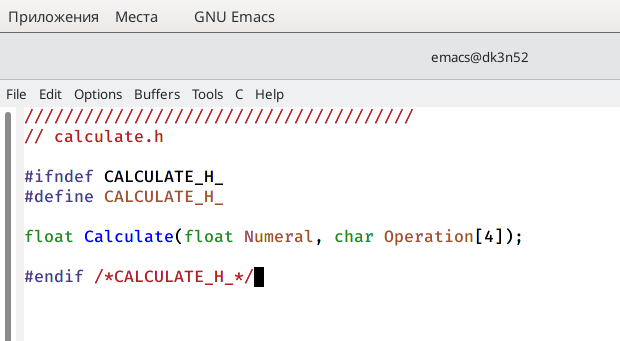 Приложения Места GNU Emacs
emacs@dk3n52
File Edit Options Buffers Tools C Help
///////////////////////////////////////
// calculate.h
#ifndef CALCULATE_H_
#define CALCULATE_H_
float Calculate(float Numeral, char Operation[4]);
#endif /*CALCULATE_H_*/